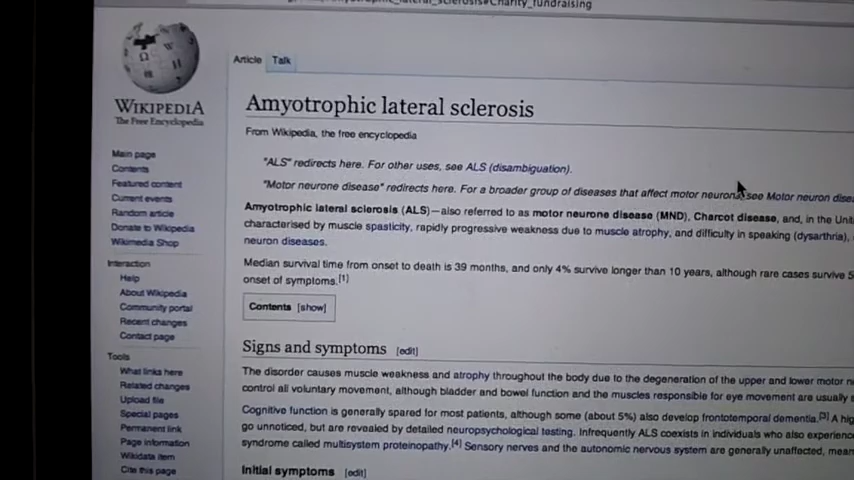 Amyotrophic_lateral_sclerosis#Charity_fundraising
WIKIPEDIA
The Free Encyclopedia
Main page
Contents
Featured content
Current events
Random article
Donate to Wikipedia
Wikimedia Shop
Interaction
Help
About Wikipedia
Community portal
Recent changes
Contact page
Tools
What links here
Related changes
Upload file
Special pages
Permanent link
Page information
Wikidata item
Cite this page
Article Talk
Amyotrophic lateral sclerosis
From Wikipedia, the free encyclopedia
"ALS" redirects here. For other uses, see ALS (disambiguation).
"Motor neurone disease" redirects here. For a broader group of diseases that affect motor neurons, see Motor neuron
Amyotrophic lateral sclerosis (ALS)—also referred to as motor neurone disease (MND), Charcot disease, and, in the
characterised by muscle spasticity, rapidly progressive weakness due to muscle atrophy, and difficulty in speaking (dysarthria),
neuron diseases.
Median survival time from onset to death is 39 months, and only 4% survive longer than 10 years, although rare cases survive
onset of symptoms.[1]
Contents [show]
Signs and symptoms [edit]
The disorder causes muscle weakness and atrophy throughout the body due to the degeneration of the upper and lower motor
control all voluntary movement, although bladder and bowel function and the muscles responsible for eye movement are usually
Cognitive function is generally spared for most patients, although some (about 5%) also develop frontotemporal dementia.[3] A
go unnoticed, but are revealed by detailed neuropsychological testing. Infrequently ALS coexists in individuals who also
syndrome called multisystem proteinopathy.[4] Sensory nerves and the autonomic nervous system are generally unaffected,
Initial symptoms [edit]